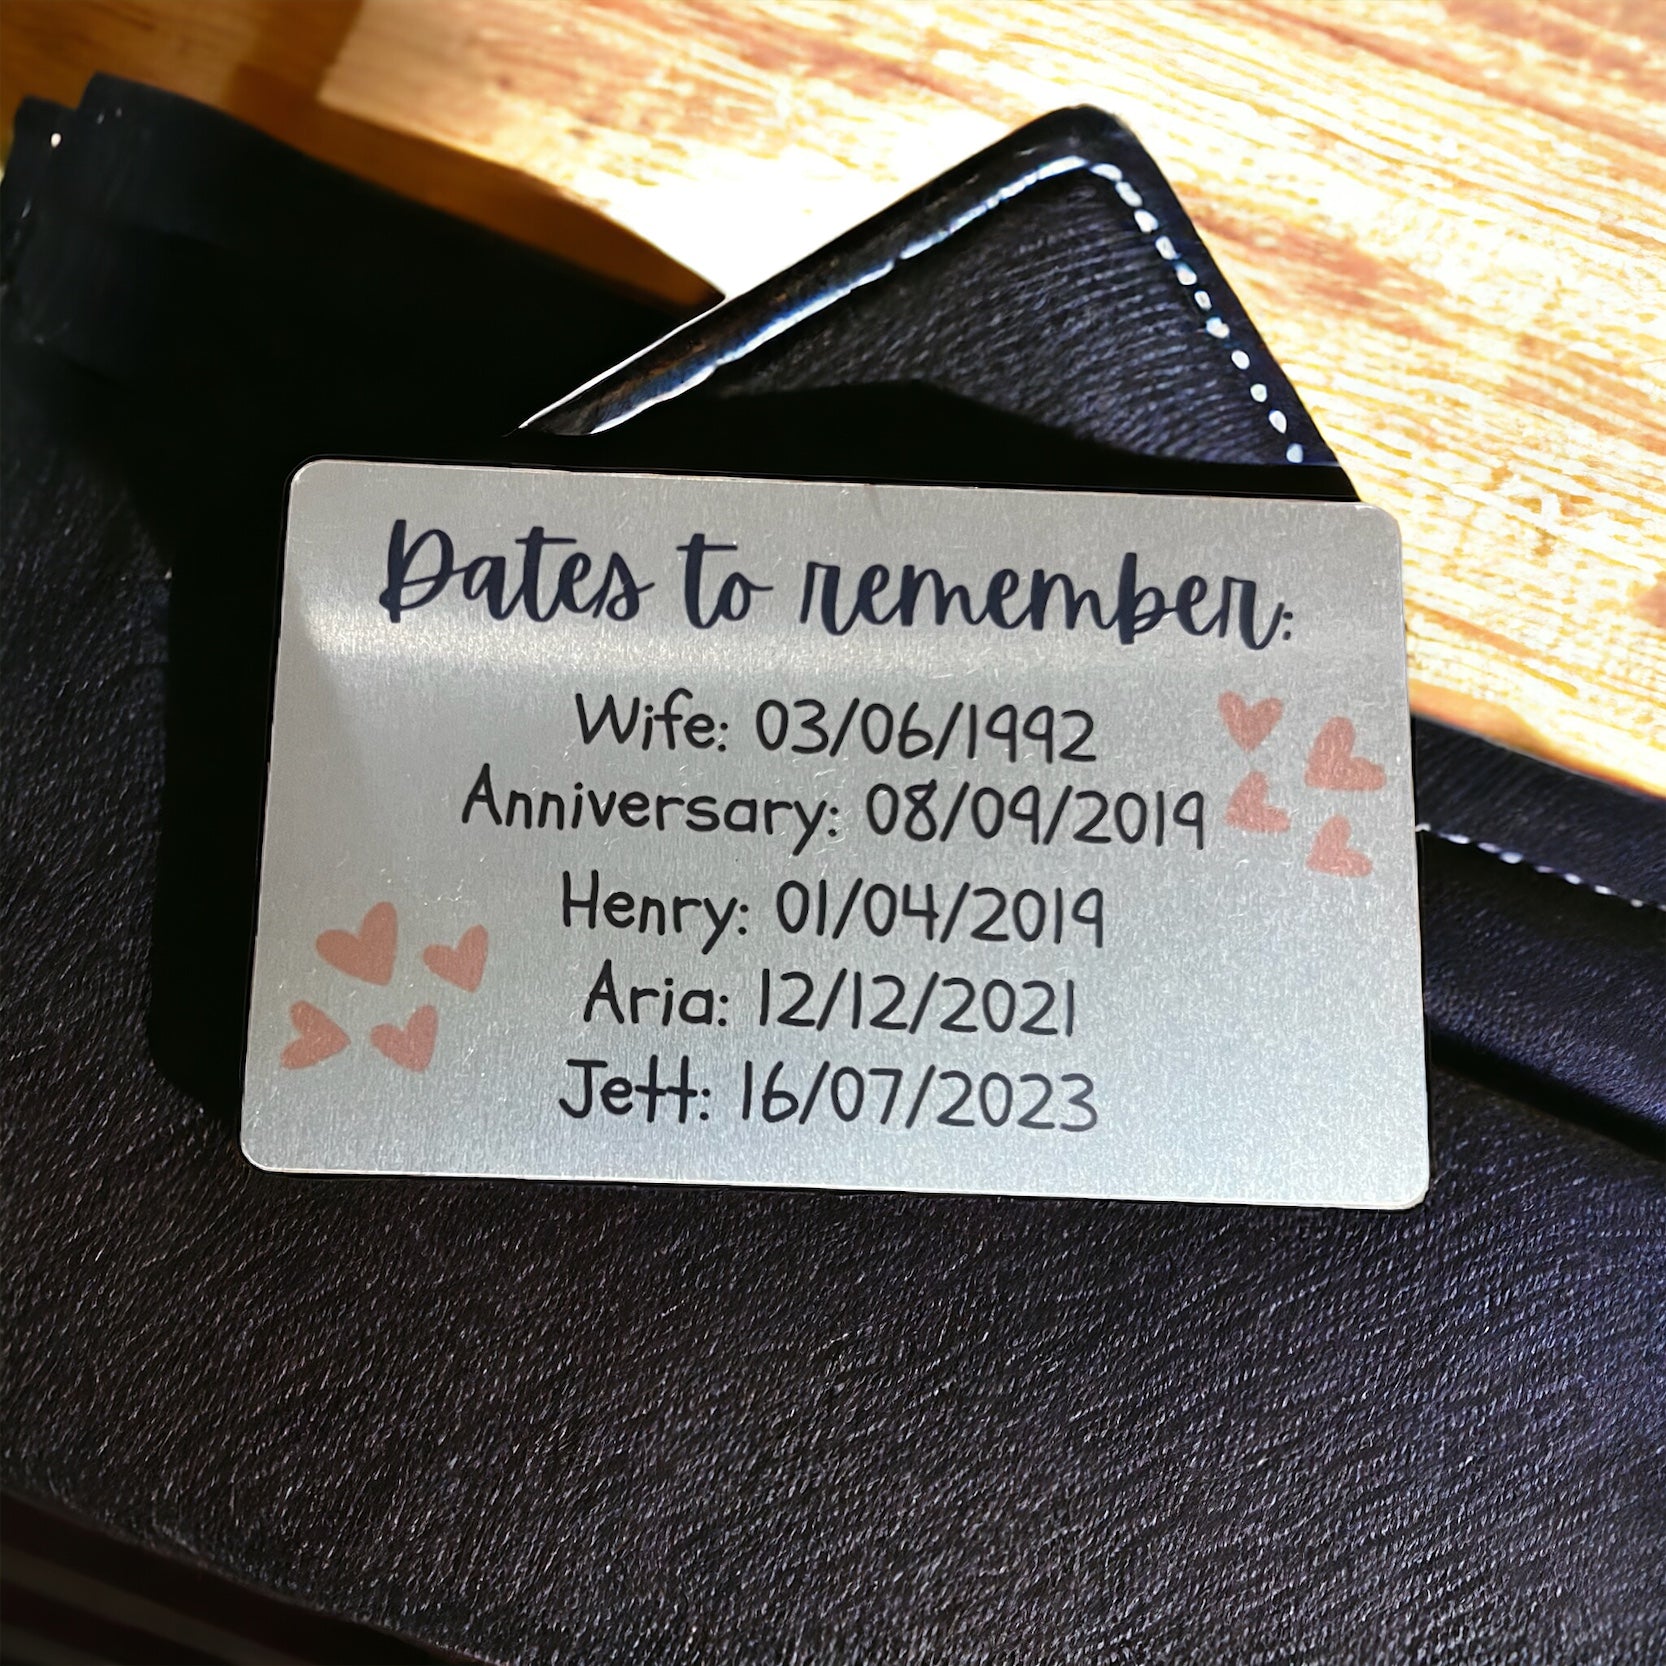 Dates to remember:
Wife: 03/06/1992
Anniversary: 08/09/2019
Henry: 01/04/2019
Aria: 12/12/2021
Jett: 16/07/2023